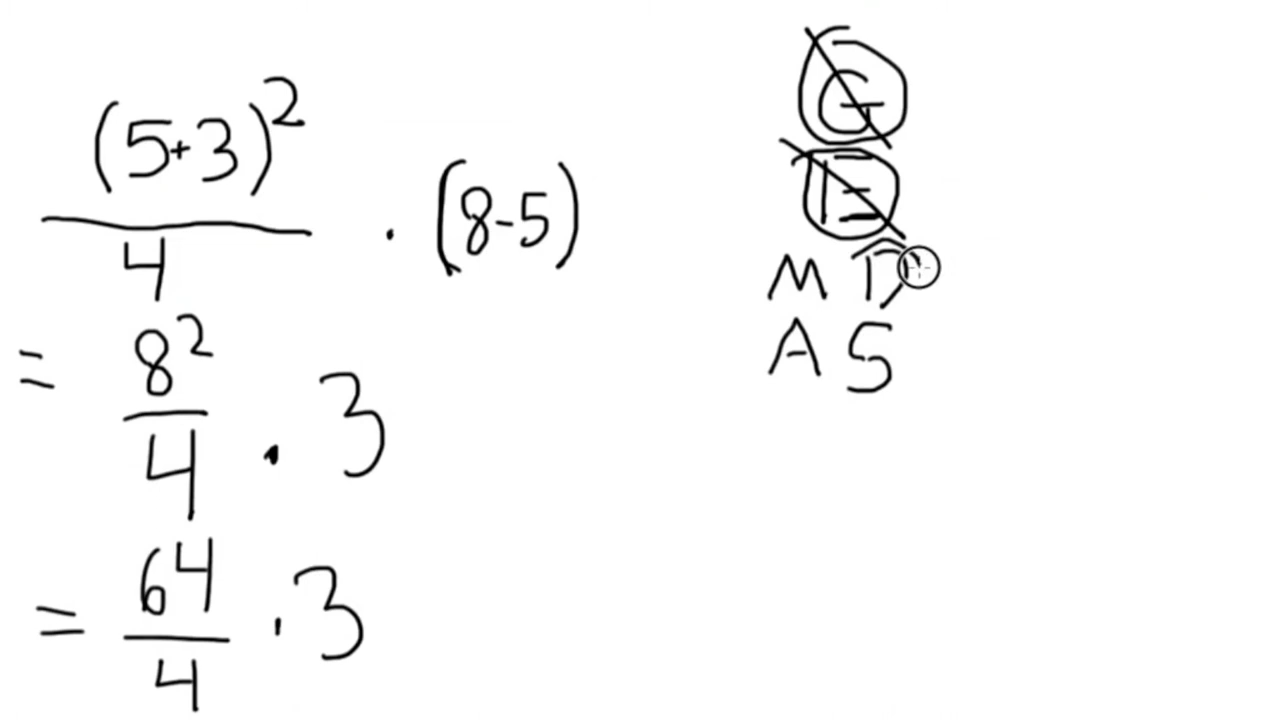 (5+3)²
4
· (8-5)
= 8²
4
· 3
= 64
4
· 3
G
E
M D
A S